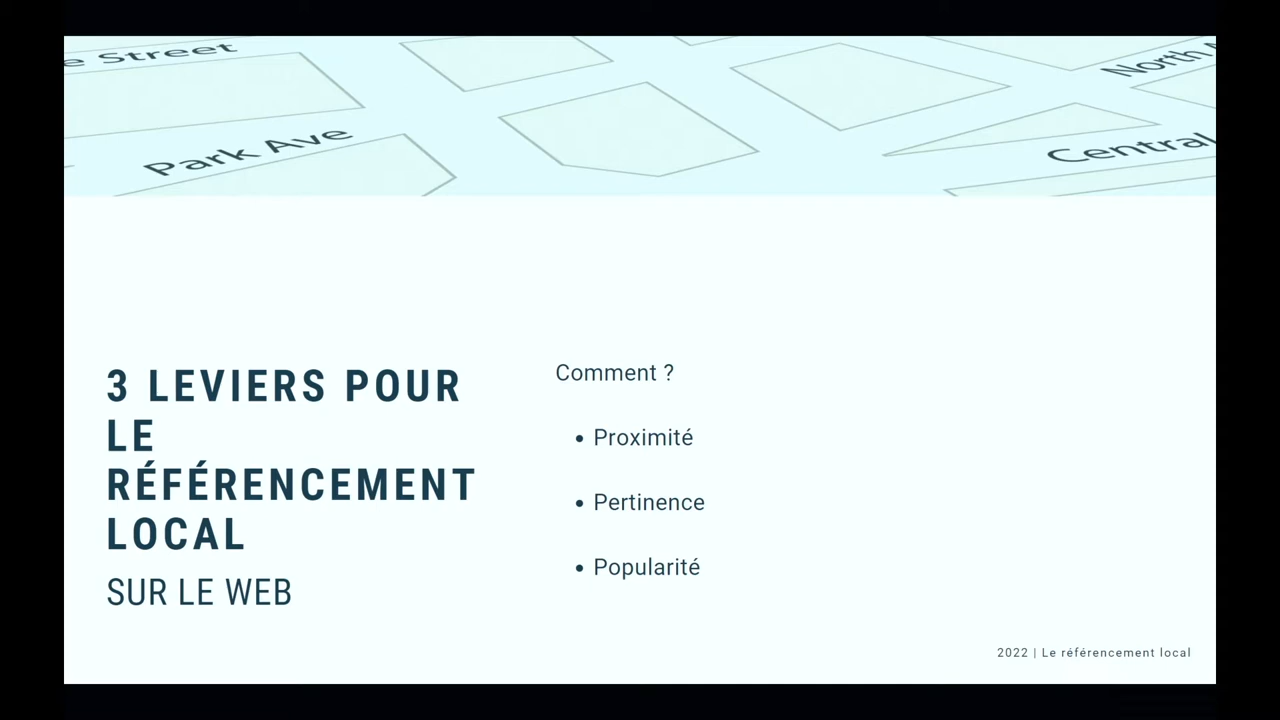 e Street
Park Ave
North
Central
3 LEVIERS POUR
LE
RÉFÉRENCEMENT
LOCAL
SUR LE WEB
Comment ?
• Proximité
• Pertinence
• Popularité
2022 | Le référencement local